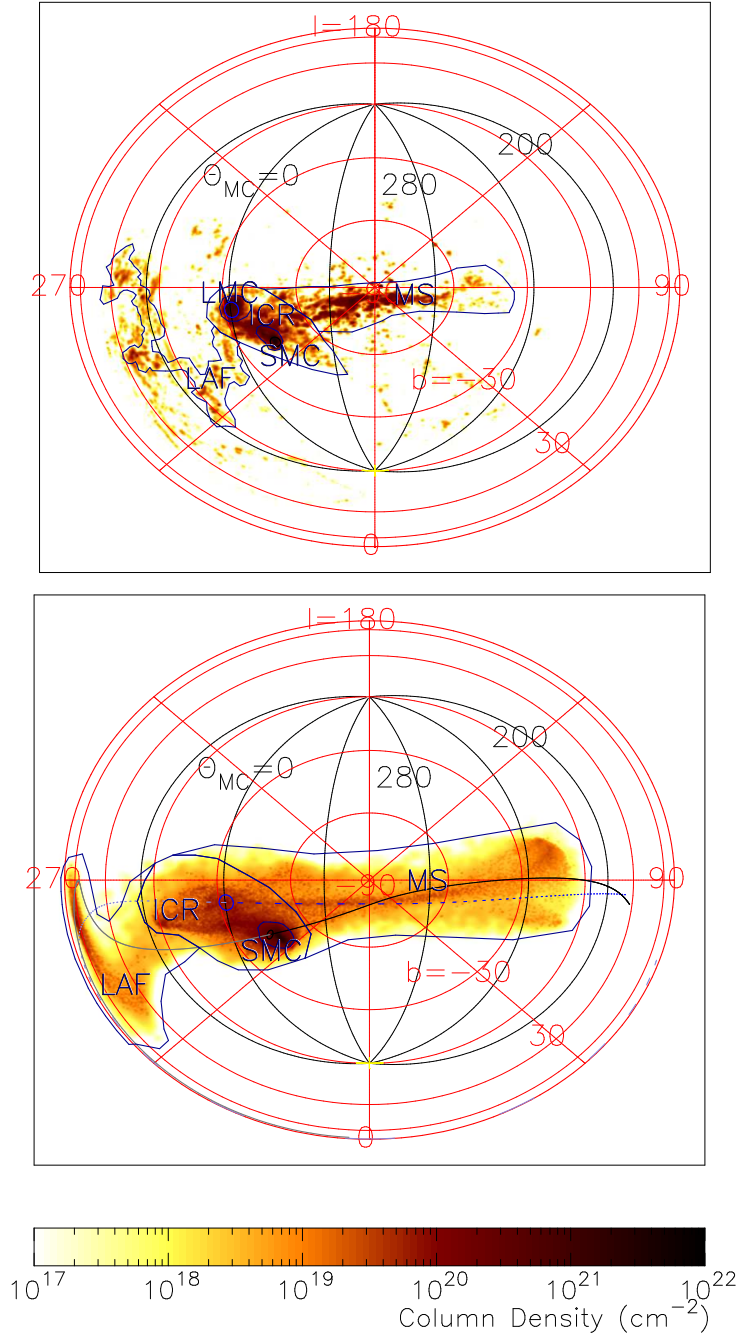 l=180
200
Θ_MC=0
280
270
90
LMC
MS
ICR
SMC
LAF
b=−30
30
0
l=180
200
Θ_MC=0
280
270
−90
MS
90
ICR
SMC
LAF
b=−30
30
0
10^17 10^18 10^19 10^20 10^21 10^22
Column Density (cm^−2)